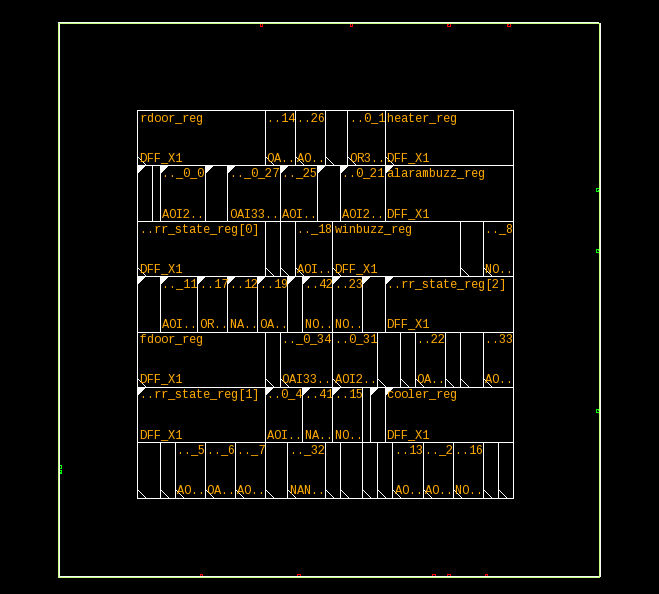 rdoor_reg ..14 ..26 ..0_1 heater_reg
DFF_X1 OA.. AO.. OR3.. DFF_X1
.._0_0 .._0_27 .._25 ..0_21 alarambuzz_reg
AOI2.. OAI33.. AOI.. AOI2.. DFF_X1
..rr_state_reg[0] .._18 winbuzz_reg .._8
DFF_X1 AOI.. DFF_X1 NO..
.._11 ..17 ..12 ..19 ..42 ..23 ..rr_state_reg[2]
AOI.. OR.. NA.. OA.. NO.. NO.. DFF_X1
fdoor_reg .._0_34 ..0_31 ..22 ..33
DFF_X1 OAI33.. AOI2.. OA.. AO..
..rr_state_reg[1] ..0_4 ..41 ..15 cooler_reg
DFF_X1 AOI.. NA.. NO.. DFF_X1
.._5 .._6 .._7 .._32 ..13 .._2 ..16
AO.. OA.. AO.. NAN.. AO.. AO.. NO..